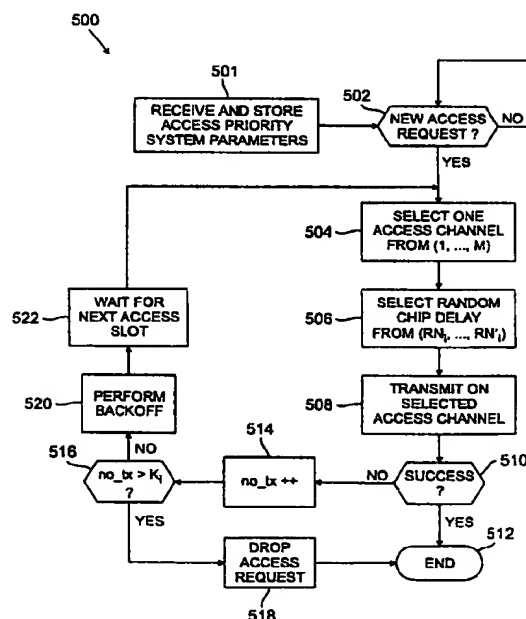 500
501
RECEIVE AND STORE
ACCESS PRIORITY
SYSTEM PARAMETERS
502
NEW ACCESS
REQUEST ?
NO
YES
504
SELECT ONE
ACCESS CHANNEL
FROM (1, ..., M)
506
SELECT RANDOM
CHIP DELAY
FROM (RNi, ..., RN'i)
508
TRANSMIT ON
SELECTED
ACCESS CHANNEL
510
SUCCESS
?
NO
YES
512
END
514
no_tx ++
516
no_tx > Ki
?
NO
YES
518
DROP
ACCESS
REQUEST
520
PERFORM
BACKOFF
522
WAIT FOR
NEXT ACCESS
SLOT